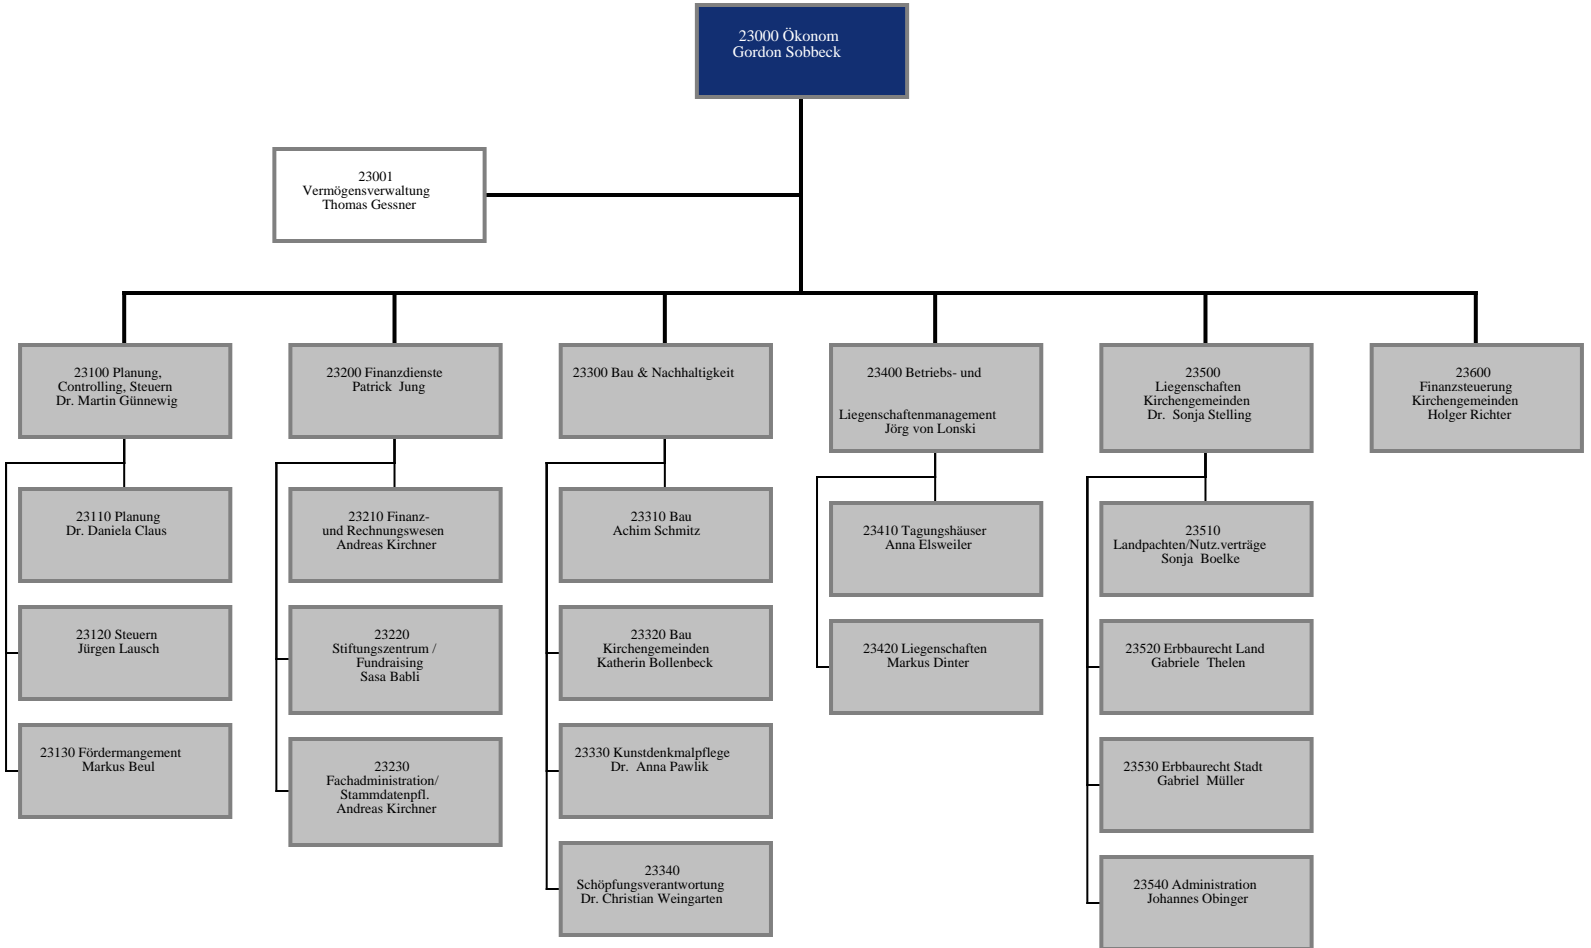 23000 Ökonom
Gordon Sobbeck
23001
Vermögensverwaltung
Thomas Gessner
23100 Planung,
Controlling, Steuern
Dr. Martin Günnewig
23200 Finanzdienste
Patrick Jung
23300 Bau & Nachhaltigkeit
23400 Betriebs- und
Liegenschaftenmanagement
Jörg von Lonski
23500
Liegenschaften
Kirchengemeinden
Dr. Sonja Stelling
23600
Finanzsteuerung
Kirchengemeinden
Holger Richter
23110 Planung
Dr. Daniela Claus
23120 Steuern
Jürgen Lausch
23130 Fördermangement
Markus Beul
23210 Finanz-
und Rechnungswesen
Andreas Kirchner
23220
Stiftungszentrum /
Fundraising
Sasa Babli
23230
Fachadministration/
Stammdatenpfl.
Andreas Kirchner
23310 Bau
Achim Schmitz
23320 Bau
Kirchengemeinden
Katherin Bollenbeck
23330 Kunstdenkmalpflege
Dr. Anna Pawlik
23340
Schöpfungsverantwortung
Dr. Christian Weingarten
23410 Tagungshäuser
Anna Elsweiler
23420 Liegenschaften
Markus Dinter
23510
Landpachten/Nutz.verträge
Sonja Boelke
23520 Erbbaurecht Land
Gabriele Thelen
23530 Erbbaurecht Stadt
Gabriel Müller
23540 Administration
Johannes Obinger